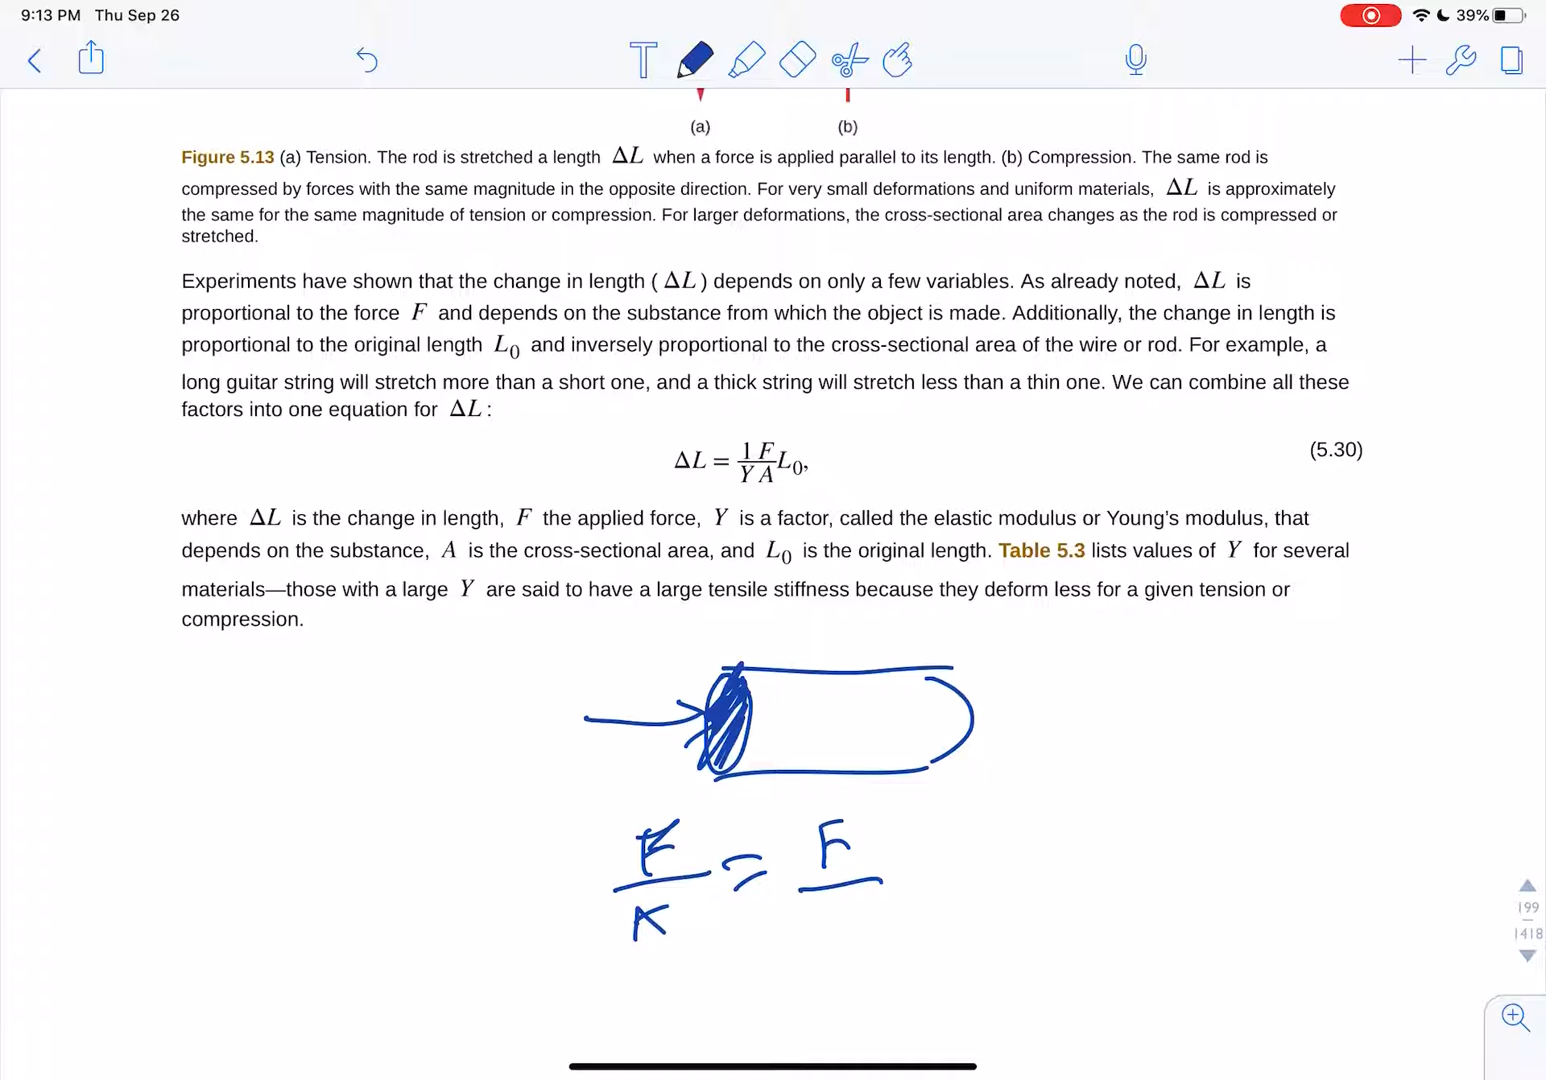 9:13 PM Thu Sep 26
39%
T
(a) (b)
Figure 5.13 (a) Tension. The rod is stretched a length ΔL when a force is applied parallel to its length. (b) Compression. The same rod is
compressed by forces with the same magnitude in the opposite direction. For very small deformations and uniform materials, ΔL is approximately
the same for the same magnitude of tension or compression. For larger deformations, the cross-sectional area changes as the rod is compressed or
stretched.
Experiments have shown that the change in length ( ΔL ) depends on only a few variables. As already noted, ΔL is
proportional to the force F and depends on the substance from which the object is made. Additionally, the change in length is
proportional to the original length L₀ and inversely proportional to the cross-sectional area of the wire or rod. For example, a
long guitar string will stretch more than a short one, and a thick string will stretch less than a thin one. We can combine all these
factors into one equation for ΔL :
ΔL = 1/Y F/A L₀, (5.30)
where ΔL is the change in length, F the applied force, Y is a factor, called the elastic modulus or Young's modulus, that
depends on the substance, A is the cross-sectional area, and L₀ is the original length. Table 5.3 lists values of Y for several
materials—those with a large Y are said to have a large tensile stiffness because they deform less for a given tension or
compression.
F = F
199
1418